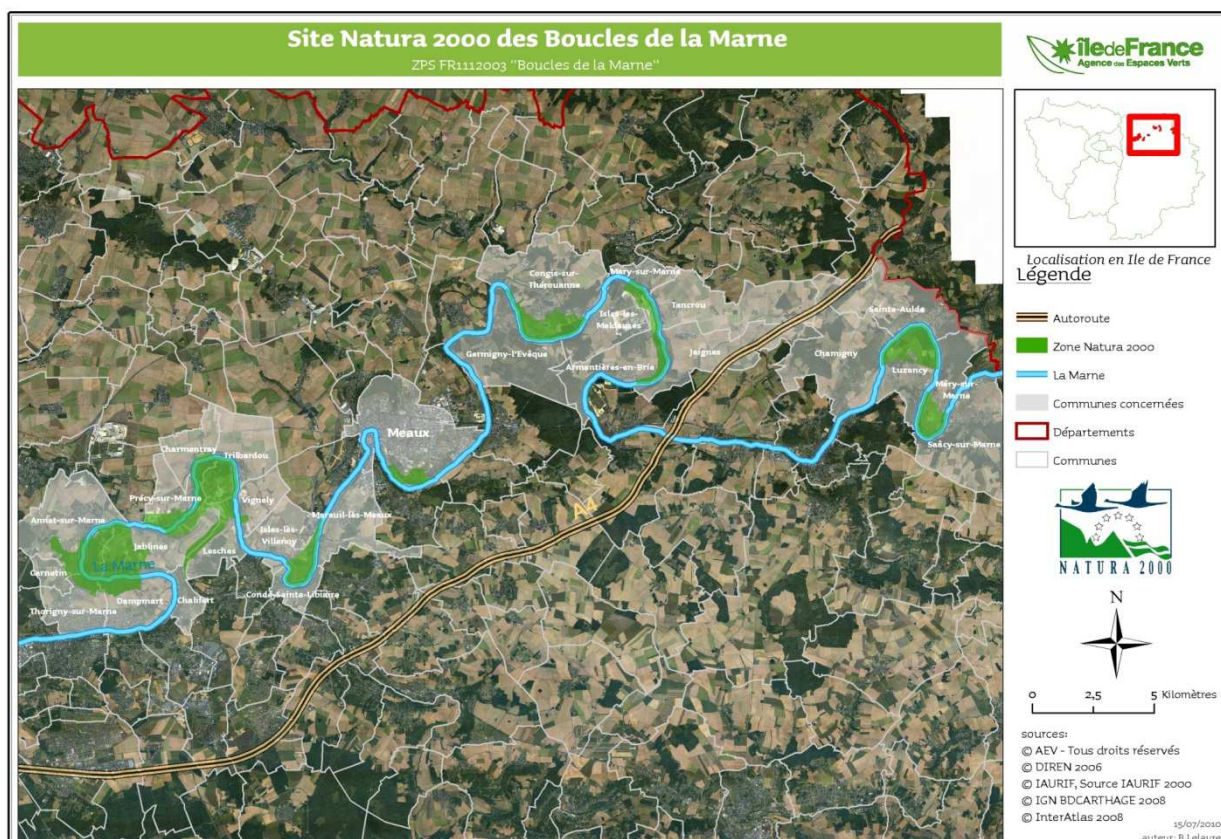 Site Natura 2000 des Boucles de la Marne
ZPS FR1112003 "Boucles de la Marne"
îledeFrance
Agence des Espaces Verts
Localisation en Ile de France
Légende
Autoroute
Zone Natura 2000
La Marne
Communes concernées
Départements
Communes
NATURA 2000
N
0 2,5 5 Kilomètres
sources:
© AEV - Tous droits réservés
© DIREN 2006
© IAURIF, Source IAURIF 2000
© IGN BDCARTHAGE 2008
© InterAtlas 2008
15/07/2010
auteur: B.Lelaure
Congis-sur-
Thérouanne
Mary-sur-Marne
Isles-les-
Meldeuses
Tancrou
Germigny-l'Evêque
Armentières-en-Brie
Jaignes
Sainte-Aulde
Chamigny
Luzancy
Méry-sur-
Marne
Saâcy-sur-Marne
Meaux
A4
Charmentray
Trilbardou
Précy-sur-Marne
Vignely
Isles-lès-
Villenoy
Mareuil-lès-Meaux
Annet-sur-Marne
Jablines
Lesches
La Marne
Carnetin
Condé-Sainte-Libiaire
Dampmart
Chalifert
Thorigny-sur-Marne